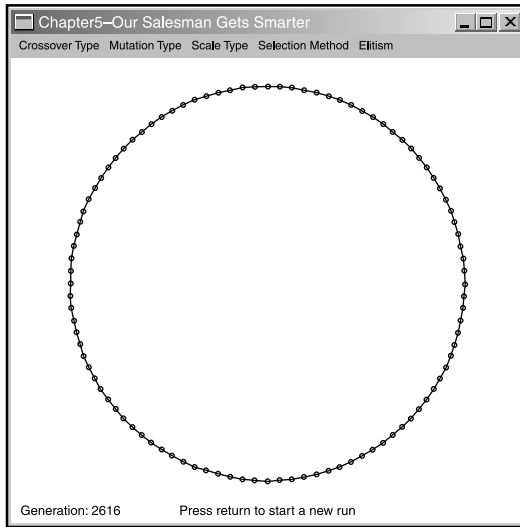 Chapter5–Our Salesman Gets Smarter
Crossover Type Mutation Type Scale Type Selection Method Elitism
Generation: 2616 Press return to start a new run